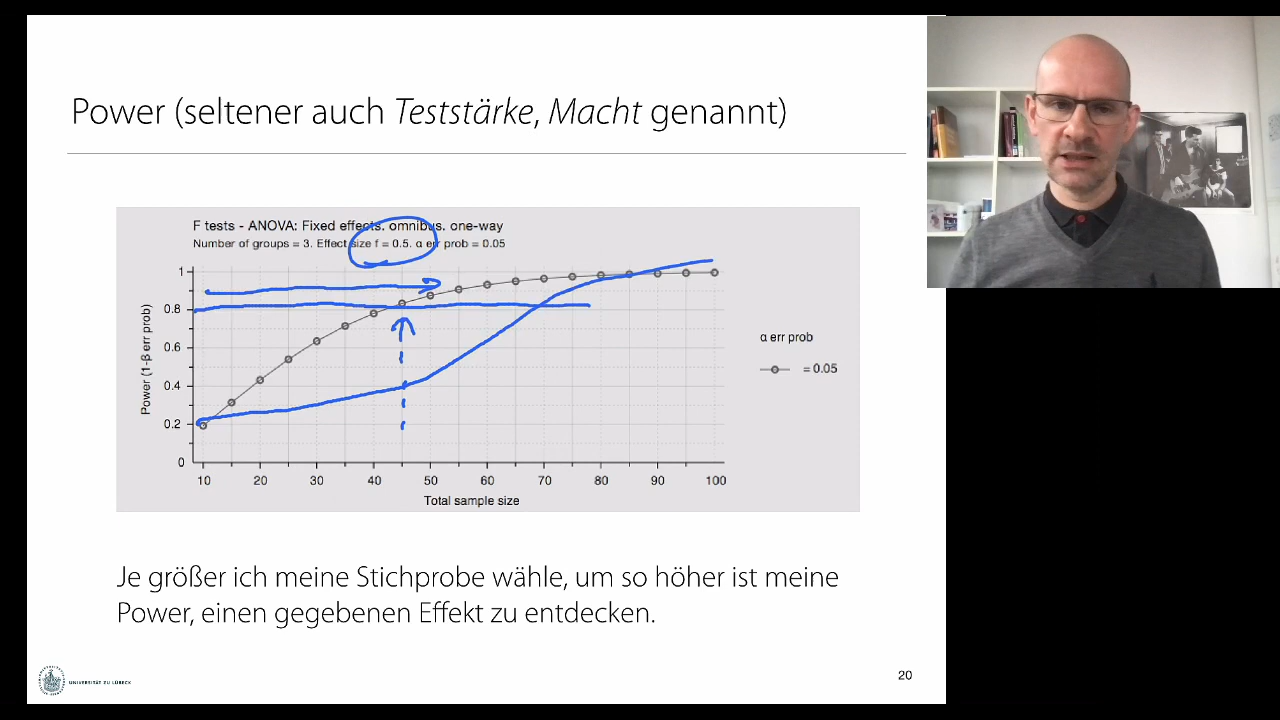 Power (seltener auch Teststärke, Macht genannt)
F tests - ANOVA: Fixed effects, omnibus, one-way
Number of groups = 3. Effect size f = 0.5. α err prob = 0.05
1
0.8
0.6
0.4
0.2
0
Power (1-β err prob)
10 20 30 40 50 60 70 80 90 100
Total sample size
α err prob
= 0.05
Je größer ich meine Stichprobe wähle, um so höher ist meine
Power, einen gegebenen Effekt zu entdecken.
UNIVERSITÄT ZU LÜBECK
20